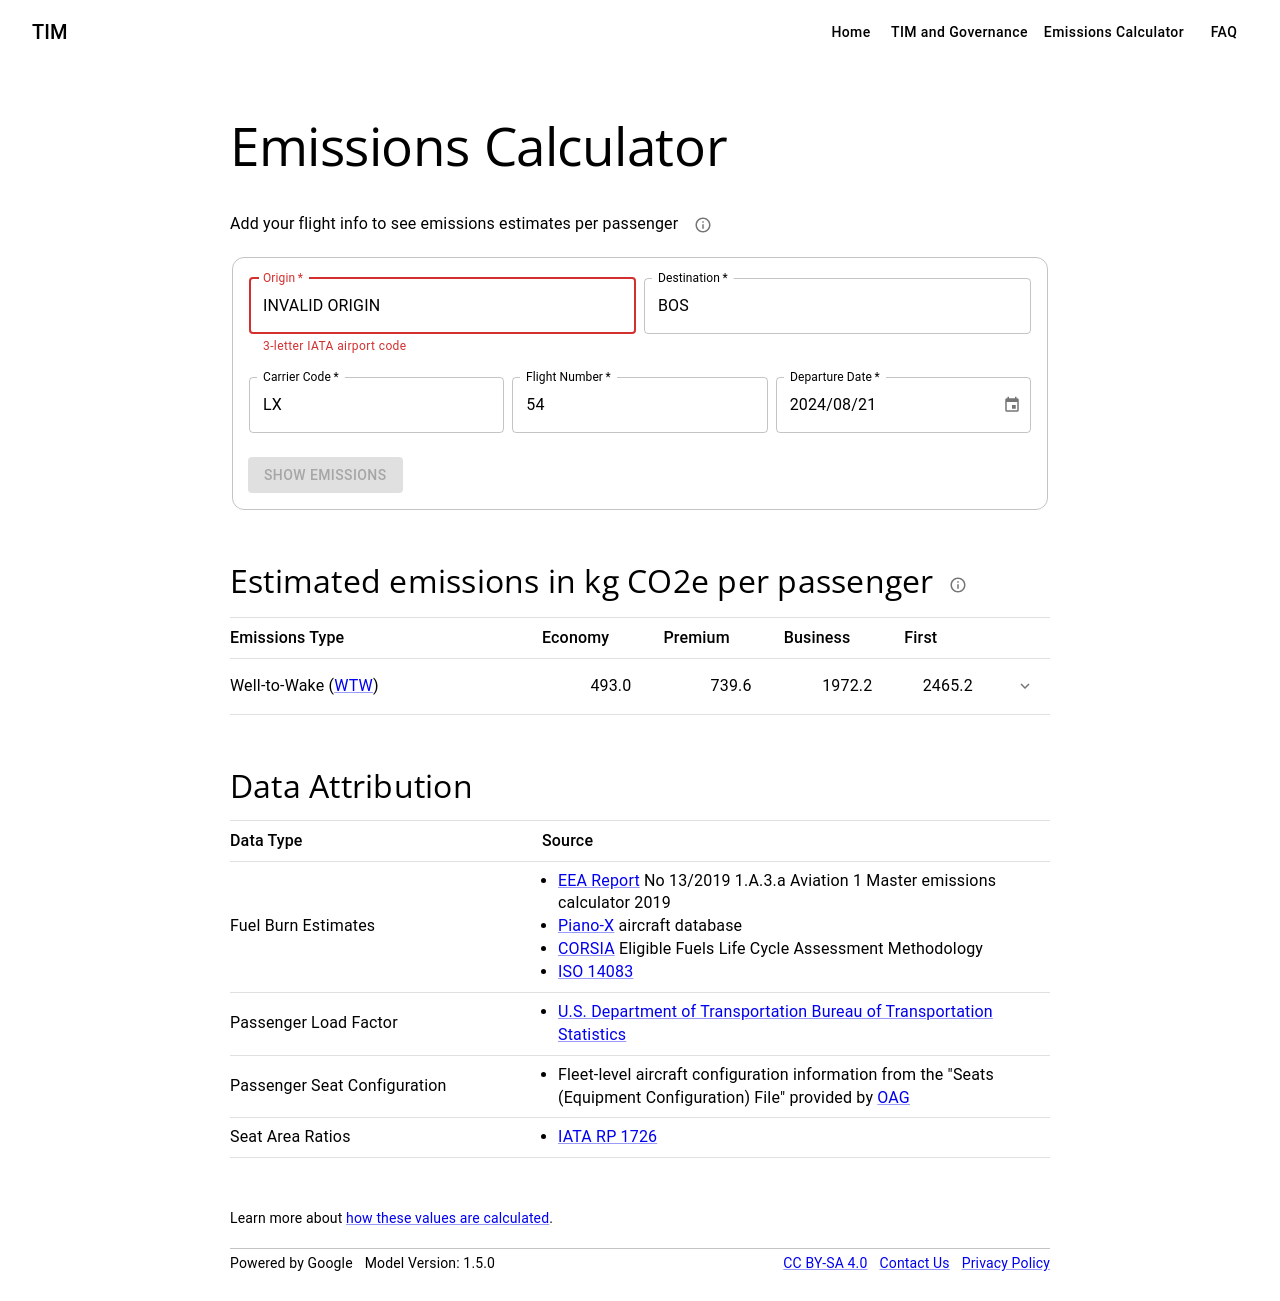 TIM
Home TIM and Governance Emissions Calculator FAQ
Emissions Calculator
Add your flight info to see emissions estimates per passenger
Origin *
INVALID ORIGIN
3-letter IATA airport code
Destination *
BOS
Carrier Code *
LX
Flight Number *
54
Departure Date *
2024/08/21
SHOW EMISSIONS
Estimated emissions in kg CO2e per passenger
Emissions Type Economy Premium Business First
Well-to-Wake (WTW) 493.0 739.6 1972.2 2465.2
Data Attribution
Data Type Source
Fuel Burn Estimates
• EEA Report No 13/2019 1.A.3.a Aviation 1 Master emissions
calculator 2019
• Piano-X aircraft database
• CORSIA Eligible Fuels Life Cycle Assessment Methodology
• ISO 14083
Passenger Load Factor
• U.S. Department of Transportation Bureau of Transportation
Statistics
Passenger Seat Configuration
• Fleet-level aircraft configuration information from the "Seats
(Equipment Configuration) File" provided by OAG
Seat Area Ratios
• IATA RP 1726
Learn more about how these values are calculated.
Powered by Google Model Version: 1.5.0 CC BY-SA 4.0 Contact Us Privacy Policy